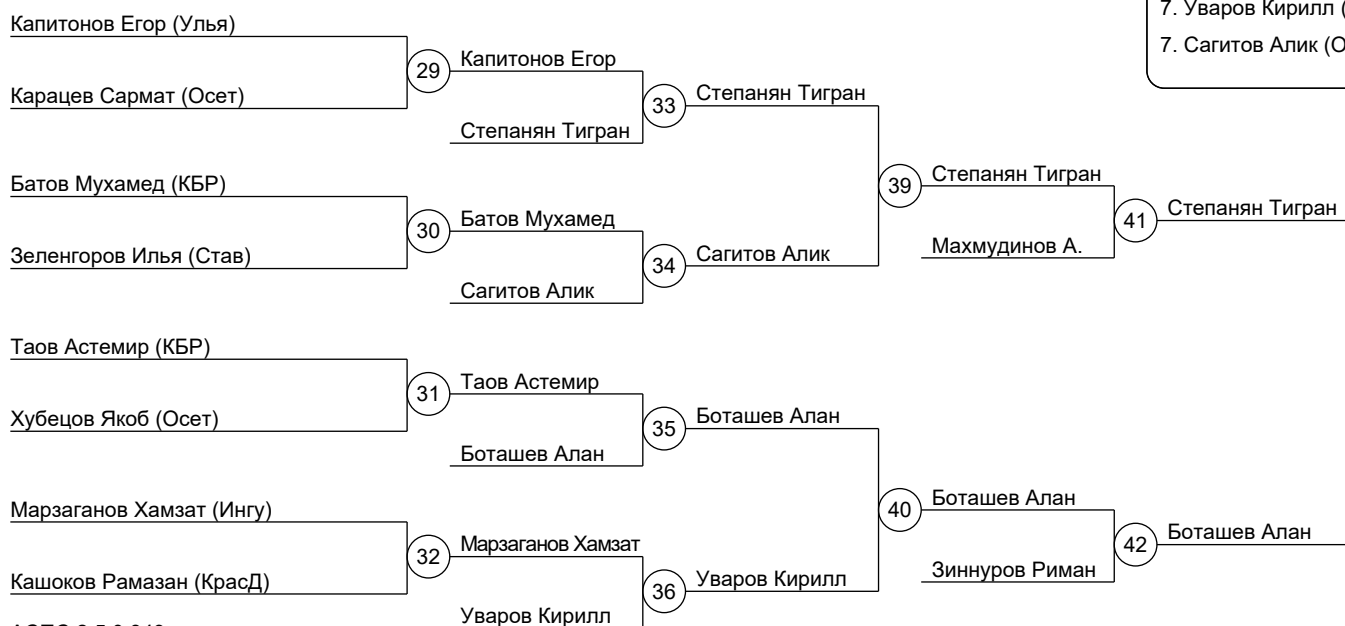 7. Уваров Кирилл (
Капитонов Егор (Улья)
7. Сагитов Алик (О
29
Капитонов Егор
Карацев Сармат (Осет)
33
Степанян Тигран
Степанян Тигран
Батов Мухамед (КБР)
39
Степанян Тигран
30
Батов Мухамед
41
Степанян Тигран
Зеленгоров Илья (Став)
34
Сагитов Алик
Махмудинов А.
Сагитов Алик
Таов Астемир (КБР)
31
Таов Астемир
Хубецов Якоб (Осет)
35
Боташев Алан
Боташев Алан
Марзаганов Хамзат (Ингу)
40
Боташев Алан
32
Марзаганов Хамзат
42
Боташев Алан
Кашоков Рамазан (КрасД)
36
Уваров Кирилл
Зиннуров Риман
Уваров Кирилл